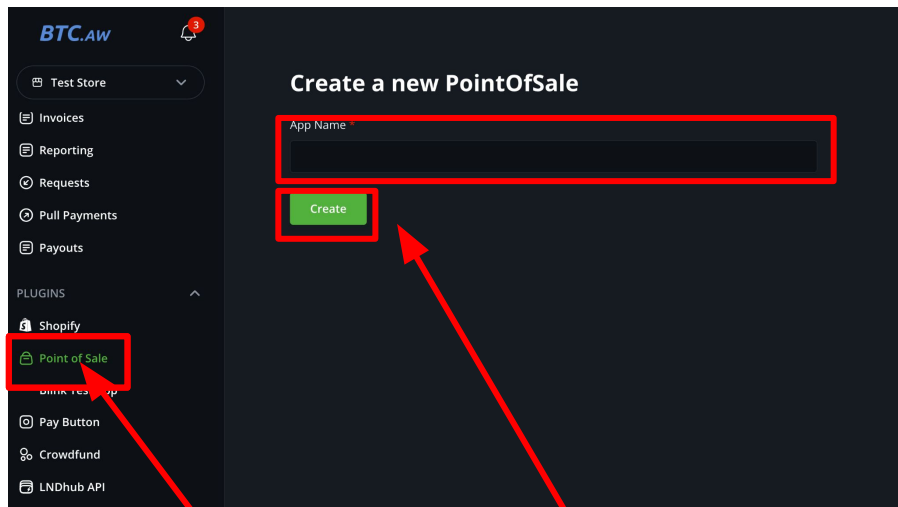 BTC.AW
3
Test Store
Create a new PointOfSale
Invoices
App Name *
Reporting
Requests
Create
Pull Payments
Payouts
PLUGINS
Shopify
Point of Sale
Pay Button
Crowdfund
LNDhub API